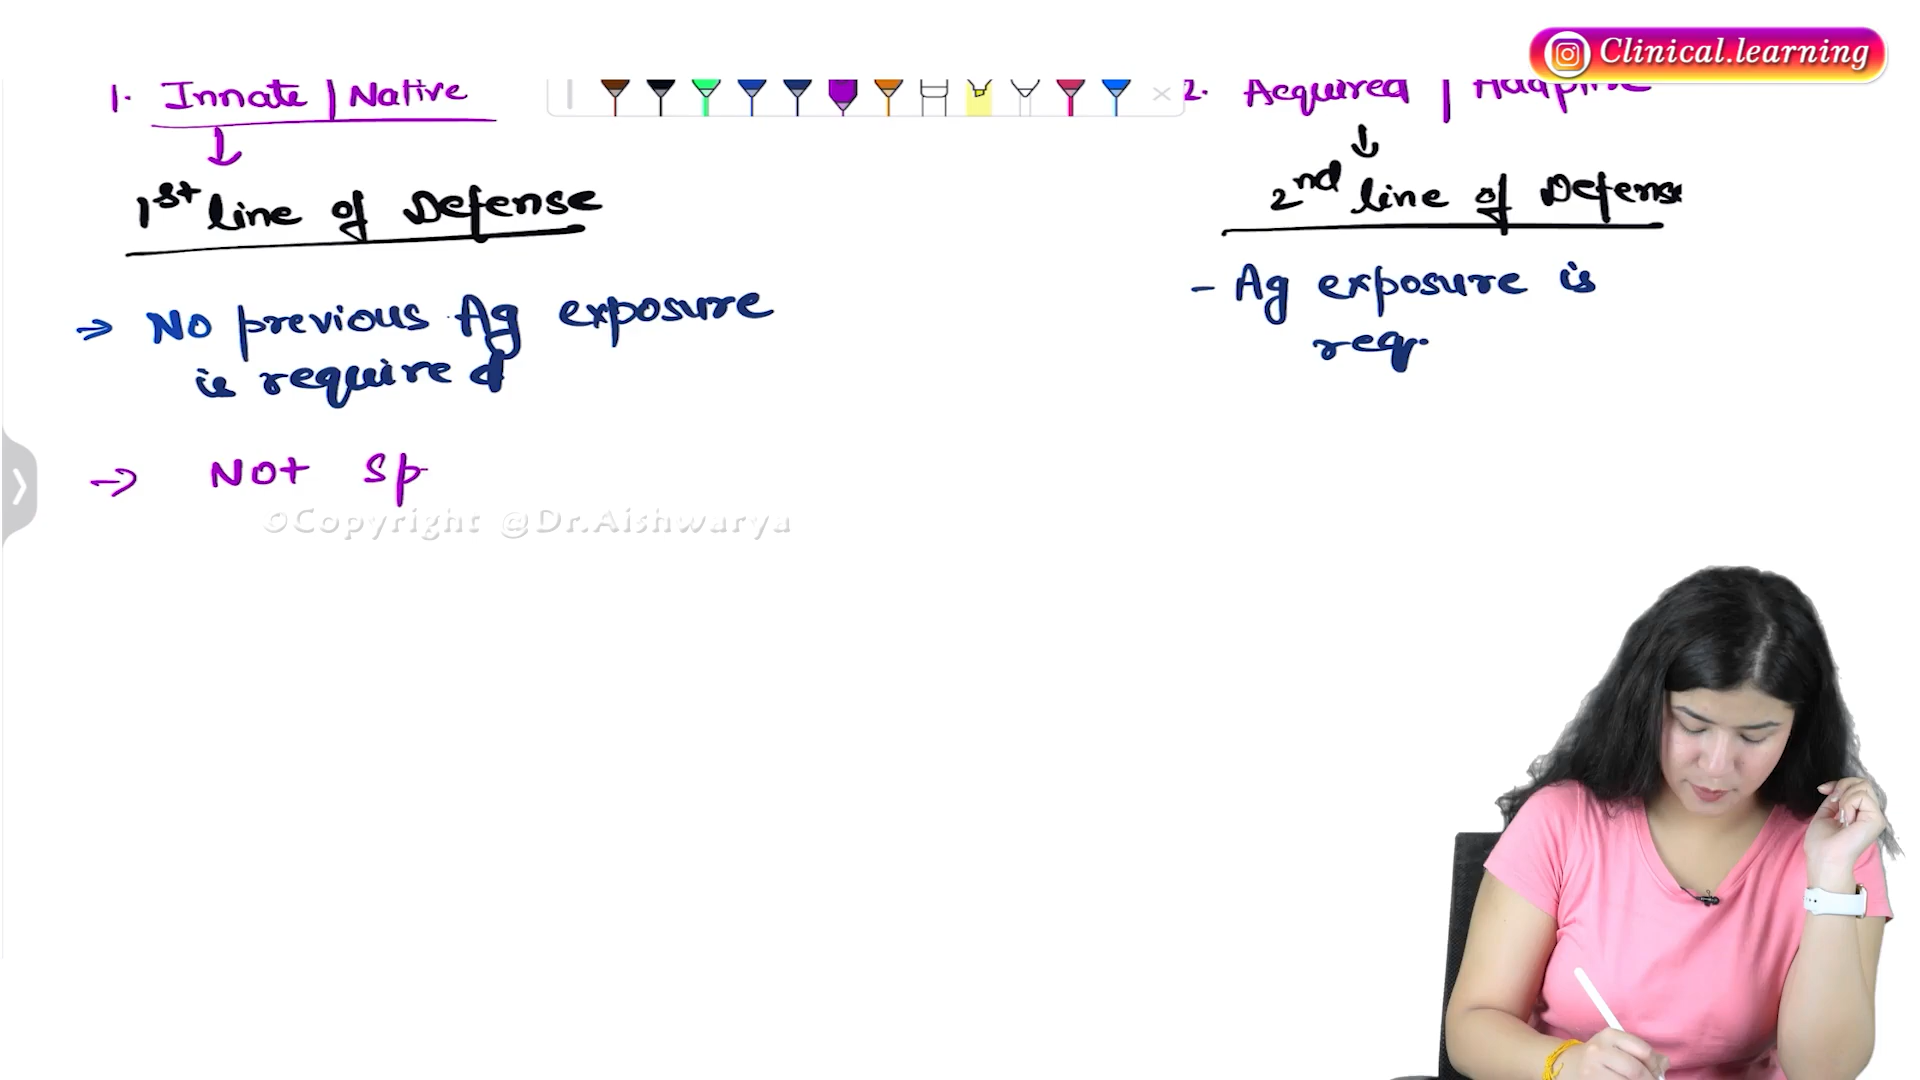 Clinical.learning
1. Innate | Native
1st line of Defense
→ No previous Ag exposure
is required
→ Not Sp
©Copyright @Dr.Aishwarya
2. Acquired | Adaptive
2nd line of Defense
- Ag exposure is
req.